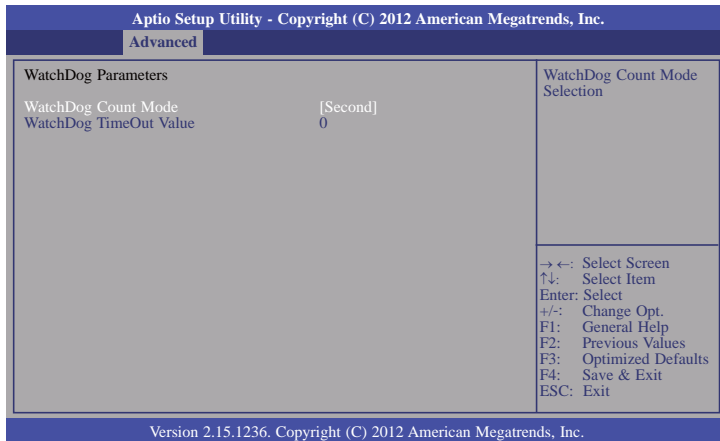 Aptio Setup Utility - Copyright (C) 2012 American Megatrends, Inc.
Advanced
WatchDog Parameters
WatchDog Count Mode [Second]
WatchDog TimeOut Value 0
WatchDog Count Mode
Selection
→←: Select Screen
↑↓: Select Item
Enter: Select
+/-: Change Opt.
F1: General Help
F2: Previous Values
F3: Optimized Defaults
F4: Save & Exit
ESC: Exit
Version 2.15.1236. Copyright (C) 2012 American Megatrends, Inc.